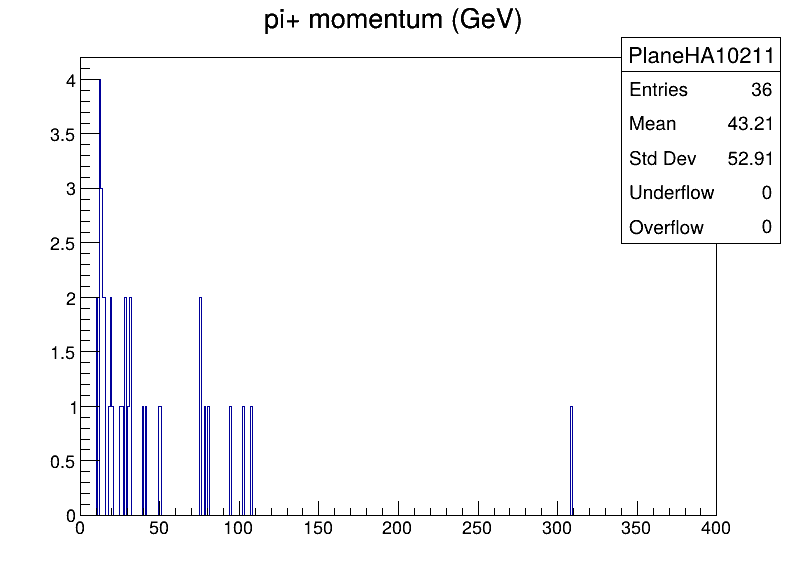 pi+ momentum (GeV)
PlaneHA10211
Entries 36
Mean 43.21
Std Dev 52.91
Underflow 0
Overflow 0
4
3.5
3
2.5
2
1.5
1
0.5
0
0 50 100 150 200 250 300 350 400